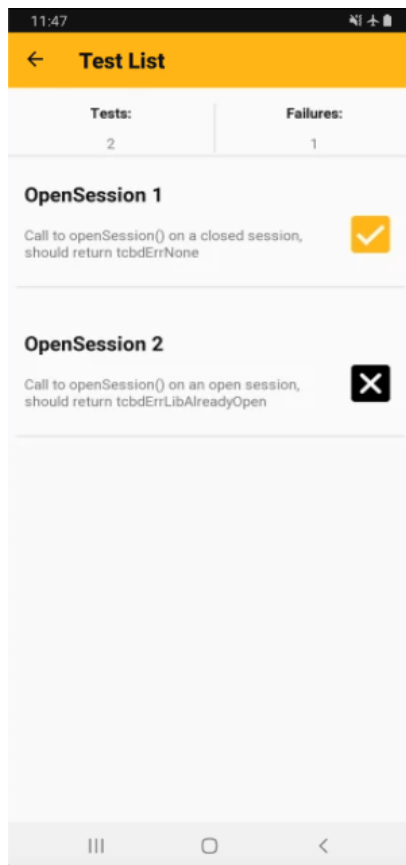 11:47
Test List
Tests:
Failures:
2
1
OpenSession 1
Call to openSession() on a closed session,
should return tcbdErrNone
OpenSession 2
Call to openSession() on an open session,
should return tcbdErrLibAlreadyOpen